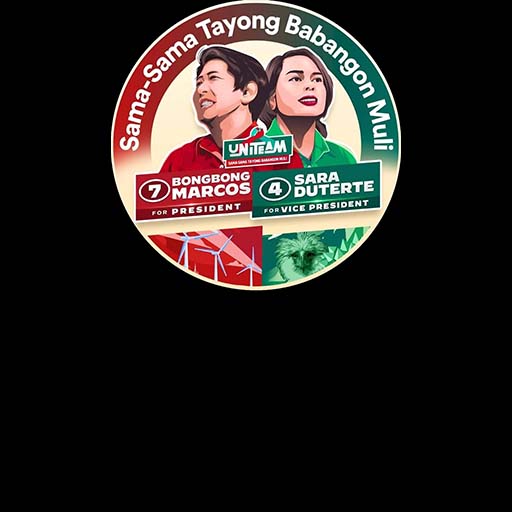 Sama-Sama Tayong Babangon Muli
UNITEAM
SAMA-SAMA TAYONG BABANGON MULI
7 BONGBONG
MARCOS
FOR PRESIDENT
4 SARA
DUTERTE
FOR VICE PRESIDENT